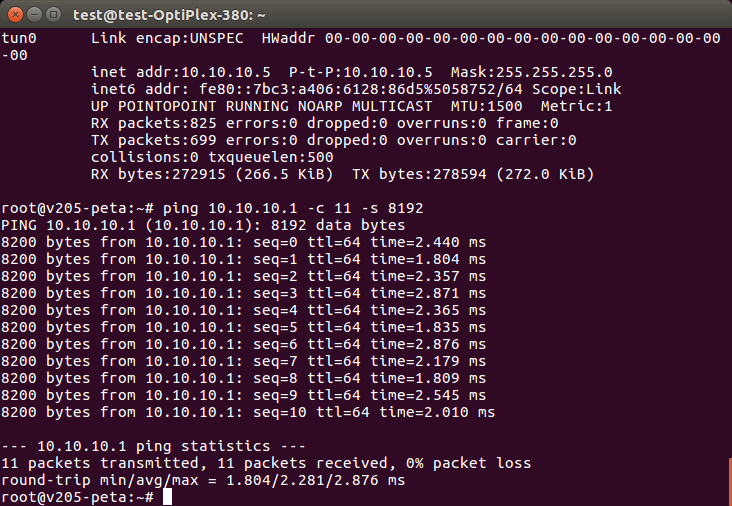 test@test-OptiPlex-380: ~
tun0      Link encap:UNSPEC  HWaddr 00-00-00-00-00-00-00-00-00-00-00-00-00-00-00
-00
          inet addr:10.10.10.5  P-t-P:10.10.10.5  Mask:255.255.255.0
          inet6 addr: fe80::7bc3:a406:6128:86d5%5058752/64 Scope:Link
          UP POINTOPOINT RUNNING NOARP MULTICAST  MTU:1500  Metric:1
          RX packets:825 errors:0 dropped:0 overruns:0 frame:0
          TX packets:699 errors:0 dropped:0 overruns:0 carrier:0
          collisions:0 txqueuelen:500
          RX bytes:272915 (266.5 KiB)  TX bytes:278594 (272.0 KiB)
root@v205-peta:~# ping 10.10.10.1 -c 11 -s 8192
PING 10.10.10.1 (10.10.10.1): 8192 data bytes
8200 bytes from 10.10.10.1: seq=0 ttl=64 time=2.440 ms
8200 bytes from 10.10.10.1: seq=1 ttl=64 time=1.804 ms
8200 bytes from 10.10.10.1: seq=2 ttl=64 time=2.357 ms
8200 bytes from 10.10.10.1: seq=3 ttl=64 time=2.871 ms
8200 bytes from 10.10.10.1: seq=4 ttl=64 time=2.365 ms
8200 bytes from 10.10.10.1: seq=5 ttl=64 time=1.835 ms
8200 bytes from 10.10.10.1: seq=6 ttl=64 time=2.876 ms
8200 bytes from 10.10.10.1: seq=7 ttl=64 time=2.179 ms
8200 bytes from 10.10.10.1: seq=8 ttl=64 time=1.809 ms
8200 bytes from 10.10.10.1: seq=9 ttl=64 time=2.545 ms
8200 bytes from 10.10.10.1: seq=10 ttl=64 time=2.010 ms
--- 10.10.10.1 ping statistics ---
11 packets transmitted, 11 packets received, 0% packet loss
round-trip min/avg/max = 1.804/2.281/2.876 ms
root@v205-peta:~#